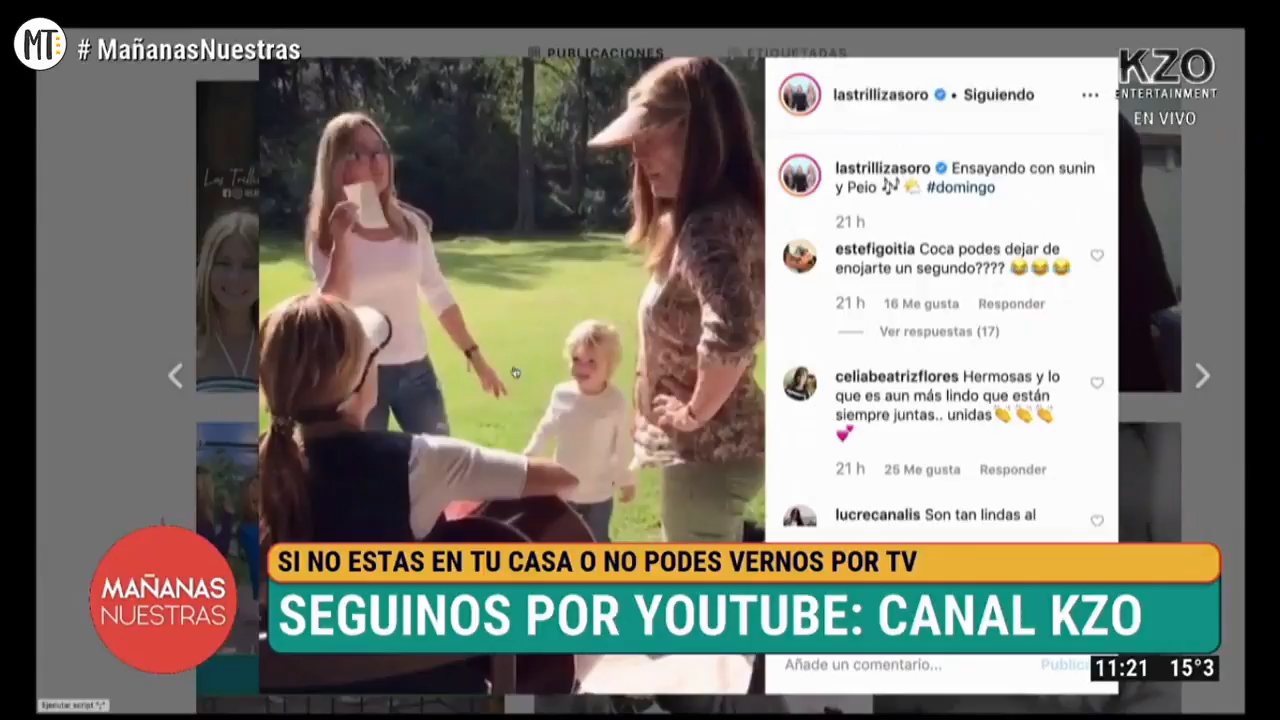 MT
# MañanasNuestras
PUBLICACIONES
ETIQUETADAS
KZO
ENTERTAINMENT
EN VIVO
lastrillizasoro • Siguiendo
lastrillizasoro Ensayando con sunin
y Peio 🎶 🌤️ #domingo
21 h
estefigoitia Coca podes dejar de
enojarte un segundo???? 😂😂😂
21 h 16 Me gusta Responder
Ver respuestas (17)
celiabeatrizflores Hermosas y lo
que es aun más lindo que están
siempre juntas.. unidas👏👏👏
💕
21 h 25 Me gusta Responder
lucrecanalis Son tan lindas al
SI NO ESTAS EN TU CASA O NO PODES VERNOS POR TV
MAÑANAS
NUESTRAS
SEGUINOS POR YOUTUBE: CANAL KZO
Añade un comentario...
Public
11:21 15°3
Ejecutar script ";"